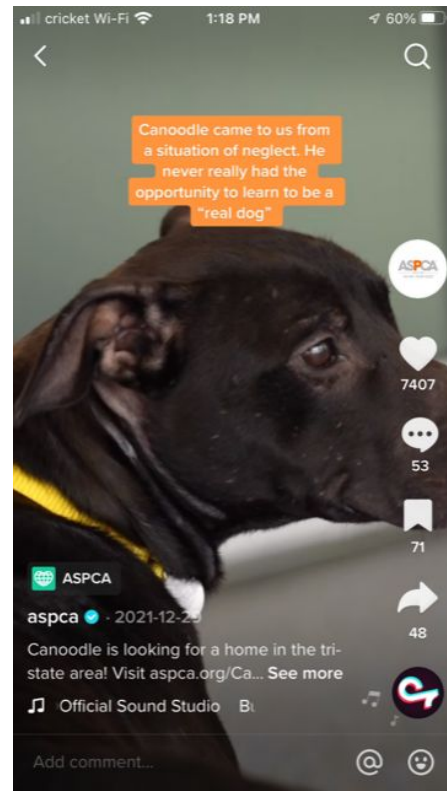 cricket Wi-Fi
1:18 PM
60%
Canoodle came to us from
a situation of neglect. He
never really had the
opportunity to learn to be a
“real dog”
ASPCA
7407
53
71
48
ASPCA
aspca · 2021-12-
Canoodle is looking for a home in the tri-
state area! Visit aspca.org/Ca... See more
Official Sound Studio
Add comment...